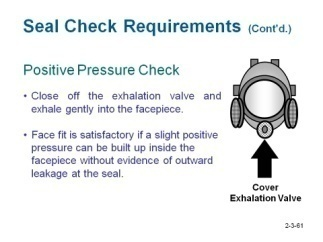 Seal Check Requirements (Cont'd.)
Positive Pressure Check
• Close off the exhalation valve and
exhale gently into the facepiece.
• Face fit is satisfactory if a slight positive
pressure can be built up inside the
facepiece without evidence of outward
leakage at the seal.
Cover
Exhalation Valve
2-3-61